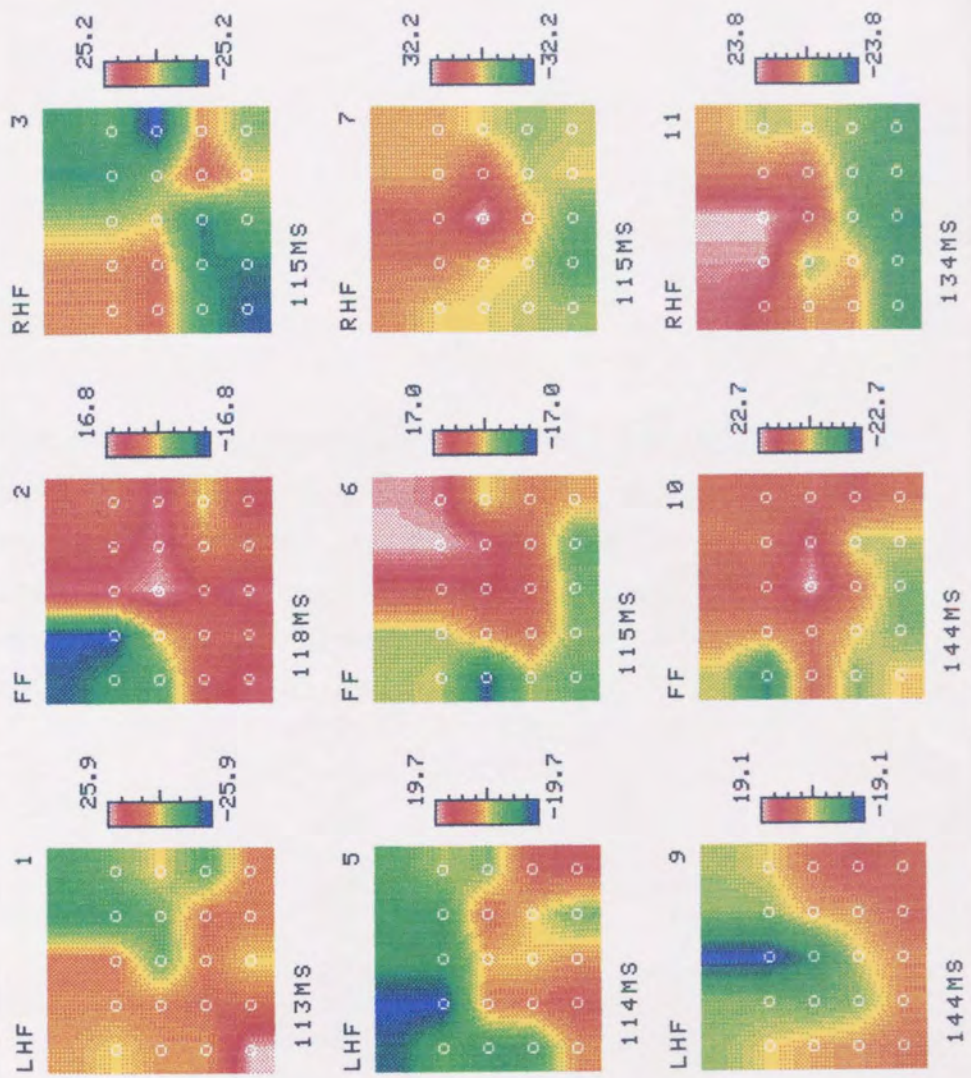 LHF 1
25.9
-25.9
113MS
FF 2
16.8
-16.8
118MS
RHF 3
25.2
-25.2
115MS
LHF 5
19.7
-19.7
114MS
FF 6
17.0
-17.0
115MS
RHF 7
32.2
-32.2
115MS
LHF 9
19.1
-19.1
144MS
FF 10
22.7
-22.7
144MS
RHF 11
23.8
-23.8
134MS